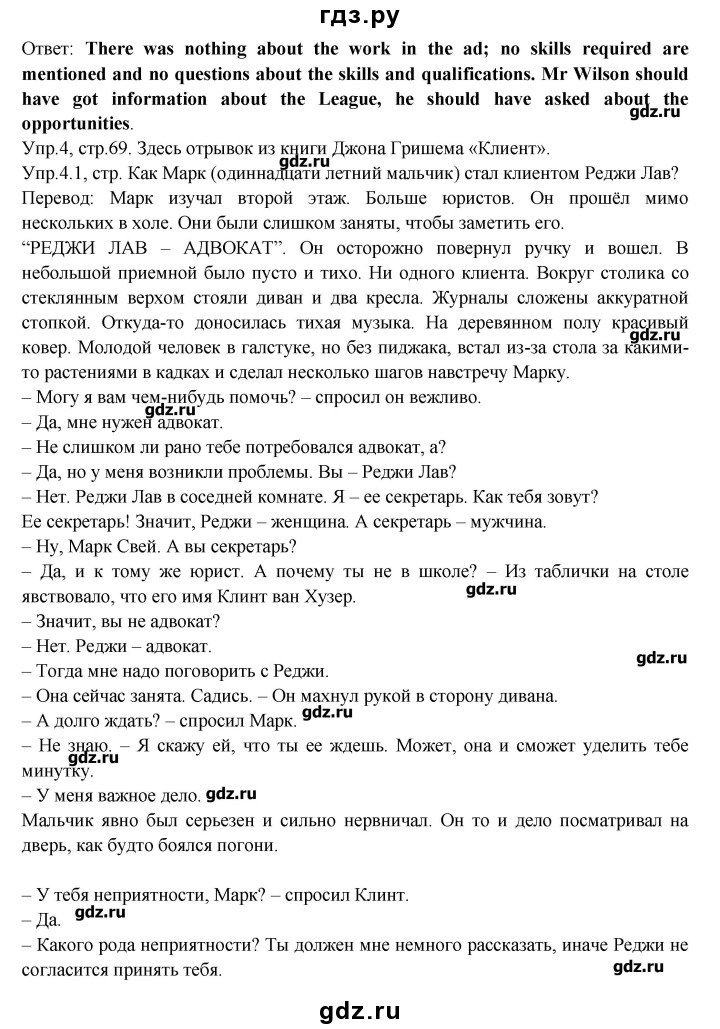 гдз.ру
Ответ: There was nothing about the work in the ad; no skills required are
mentioned and no questions about the skills and qualifications. Mr Wilson should
have got information about the League, he should have asked about the
opportunities.
gdz.ru
Упр.4, стр.69. Здесь отрывок из книги Джона Гришема «Клиент».
gdz.ru
Упр.4.1, стр. Как Марк (одиннадцати летний мальчик) стал клиентом Реджи Лав?
Перевод: Марк изучал второй этаж. Больше юристов. Он прошёл мимо
нескольких в холе. Они были слишком заняты, чтобы заметить его.
“РЕДЖИ ЛАВ – АДВОКАТ”. Он осторожно повернул ручку и вошел. В
gdz.ru
небольшой приемной было пусто и тихо. Ни одного клиента. Вокруг столика со
стеклянным верхом стояли диван и два кресла. Журналы сложены аккуратной
стопкой. Откуда-то доносилась тихая музыка. На деревянном полу красивый
gdz.ru
ковер. Молодой человек в галстуке, но без пиджака, встал из-за стола за какими-
то растениями в кадках и сделал несколько шагов навстречу Марку.
– Могу я вам чем-нибудь помочь? – спросил он вежливо.
gdz.ru
– Да, мне нужен адвокат.
– Не слишком ли рано тебе потребовался адвокат, а?
– Да, но у меня возникли проблемы. Вы – Реджи Лав?
– Нет. Реджи Лав в соседней комнате. Я – ее секретарь. Как тебя зовут?
Ее секретарь! Значит, Реджи – женщина. А секретарь – мужчина.
– Ну, Марк Свей. А вы секретарь?
– Да, и к тому же юрист. А почему ты не в школе? – Из таблички на столе
явствовало, что его имя Клинт ван Хузер.
gdz.ru
– Значит, вы не адвокат?
– Нет. Реджи – адвокат.
– Тогда мне надо поговорить с Реджи.
gdz.ru
– Она сейчас занята. Садись. – Он махнул рукой в сторону дивана.
– А долго ждать? – спросил Марк.
gdz.ru
– Не знаю. – Я скажу ей, что ты ее ждешь. Может, она и сможет уделить тебе
минутку.
gdz.ru
– У меня важное дело.
gdz.ru
Мальчик явно был серьезен и сильно нервничал. Он то и дело посматривал на
дверь, как будто боялся погони.
– У тебя неприятности, Марк? – спросил Клинт.
– Да.
gdz.ru
– Какого рода неприятности? Ты должен мне немного рассказать, иначе Реджи не
согласится принять тебя.
gdz.ru
gdz.ru